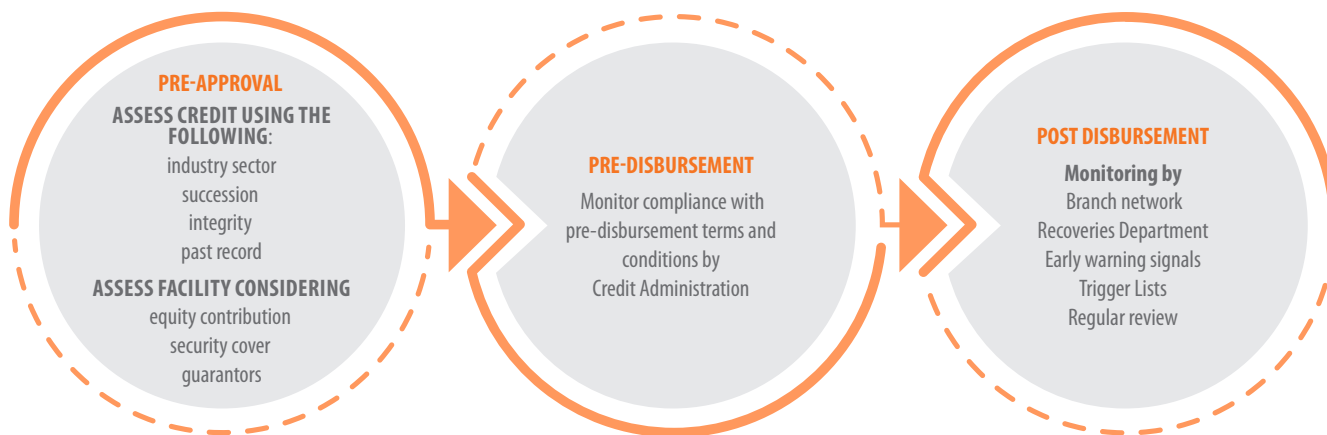 PRE-APPROVAL
ASSESS CREDIT USING THE
FOLLOWING:
industry sector
succession
integrity
past record
ASSESS FACILITY CONSIDERING
equity contribution
security cover
guarantors
PRE-DISBURSEMENT
Monitor compliance with
pre-disbursement terms and
conditions by
Credit Administration
POST DISBURSEMENT
Monitoring by
Branch network
Recoveries Department
Early warning signals
Trigger Lists
Regular review